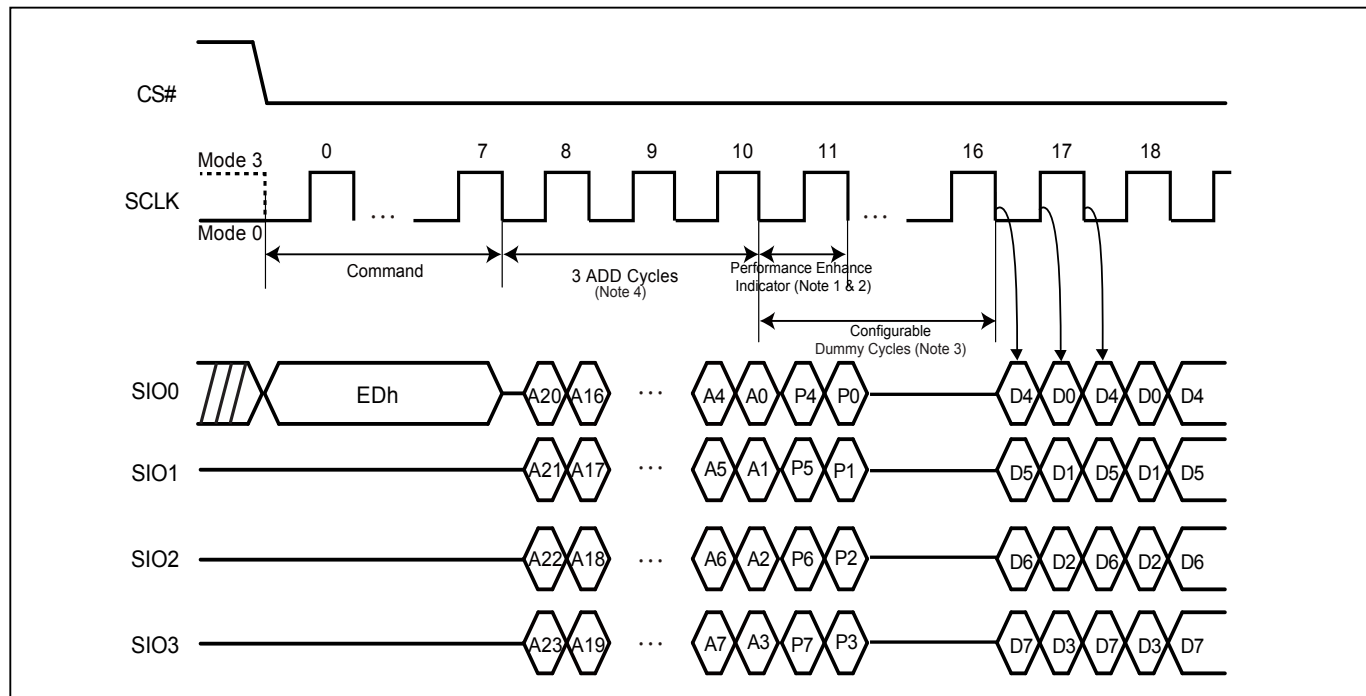 CS#
Mode 3
0 7 8 9 10 11 16 17 18
SCLK
...
...
Mode 0
Command
3 ADD Cycles
(Note 4)
Performance Enhance
Indicator (Note 1 & 2)
Configurable
Dummy Cycles (Note 3)
SIO0 EDh A20 A16 ... A4 A0 P4 P0 D4 D0 D4 D0 D4
SIO1 A21 A17 ... A5 A1 P5 P1 D5 D1 D5 D1 D5
SIO2 A22 A18 ... A6 A2 P6 P2 D6 D2 D6 D2 D6
SIO3 A23 A19 ... A7 A3 P7 P3 D7 D3 D7 D3 D7